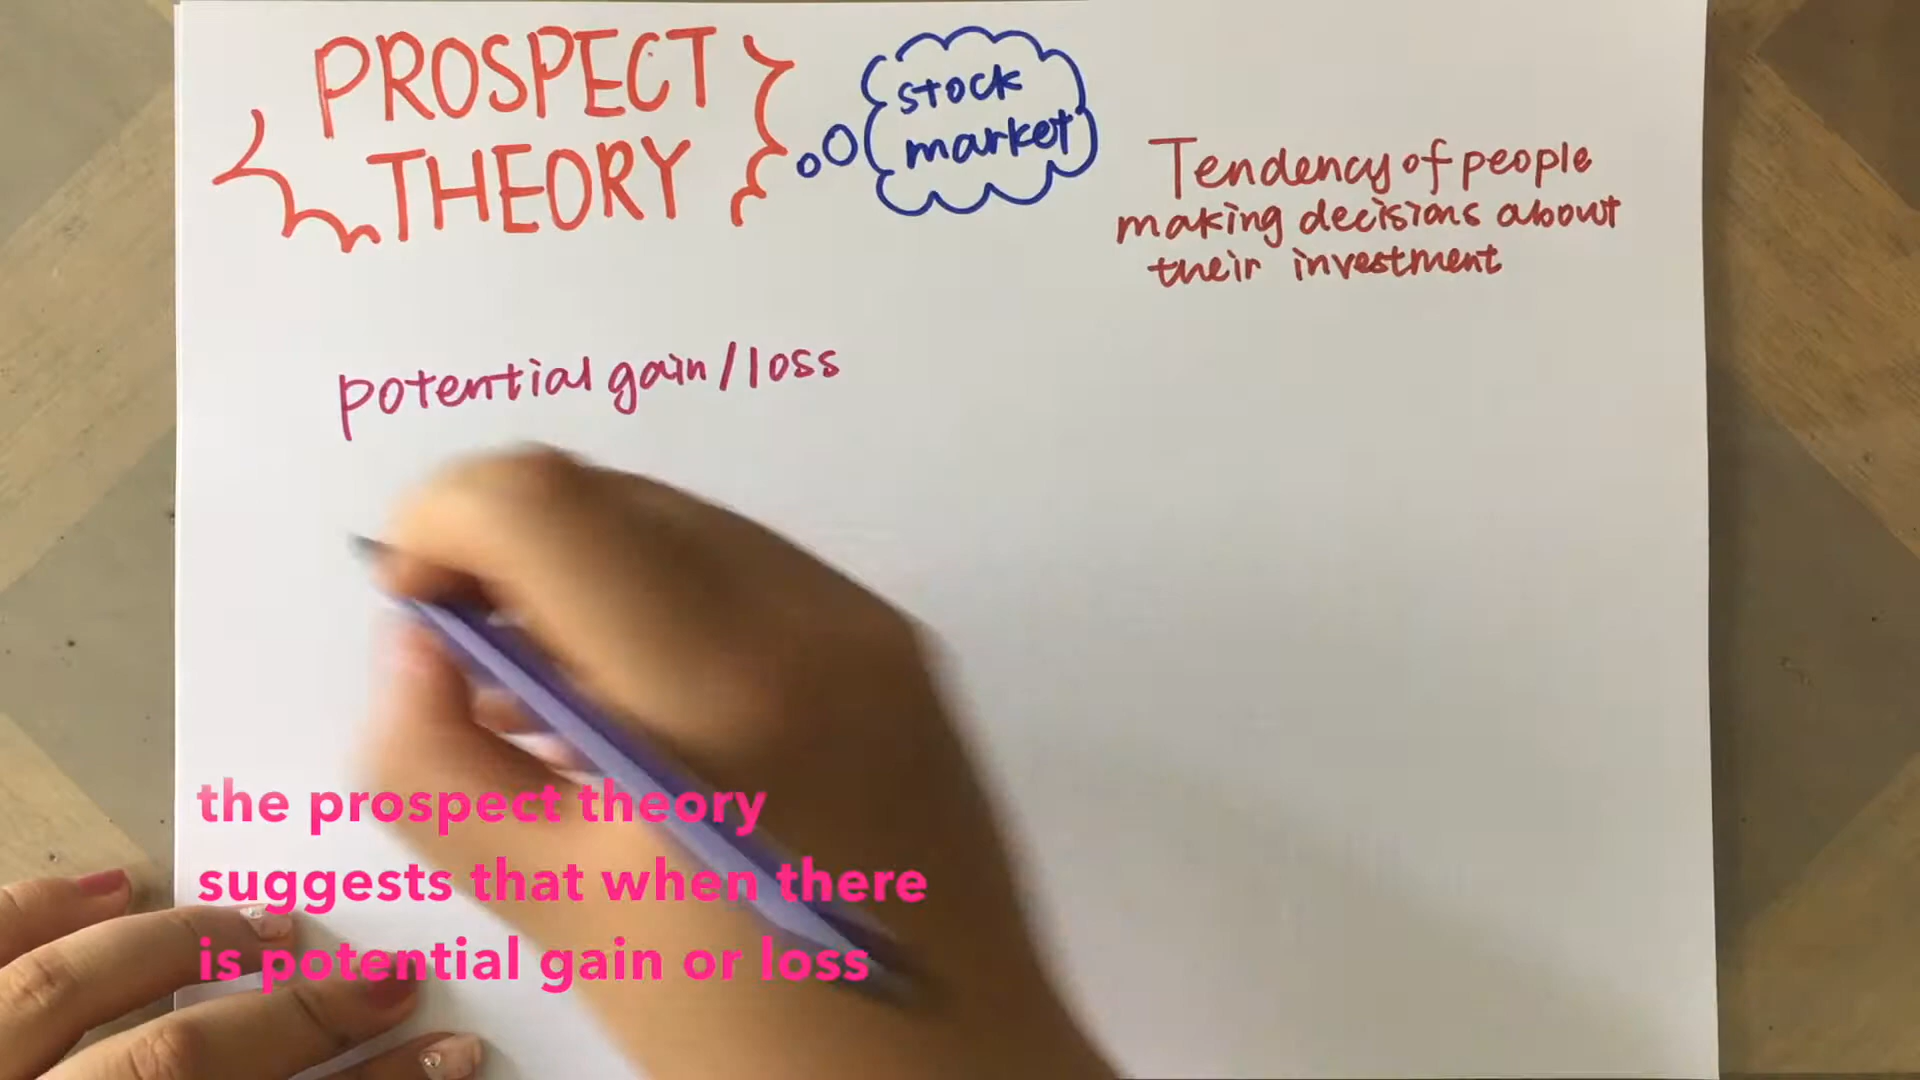 PROSPECT
THEORY
stock
market
Tendency of people
making decisions about
their investment
potential gain/loss
the prospect theory
suggests that when there
is potential gain or loss